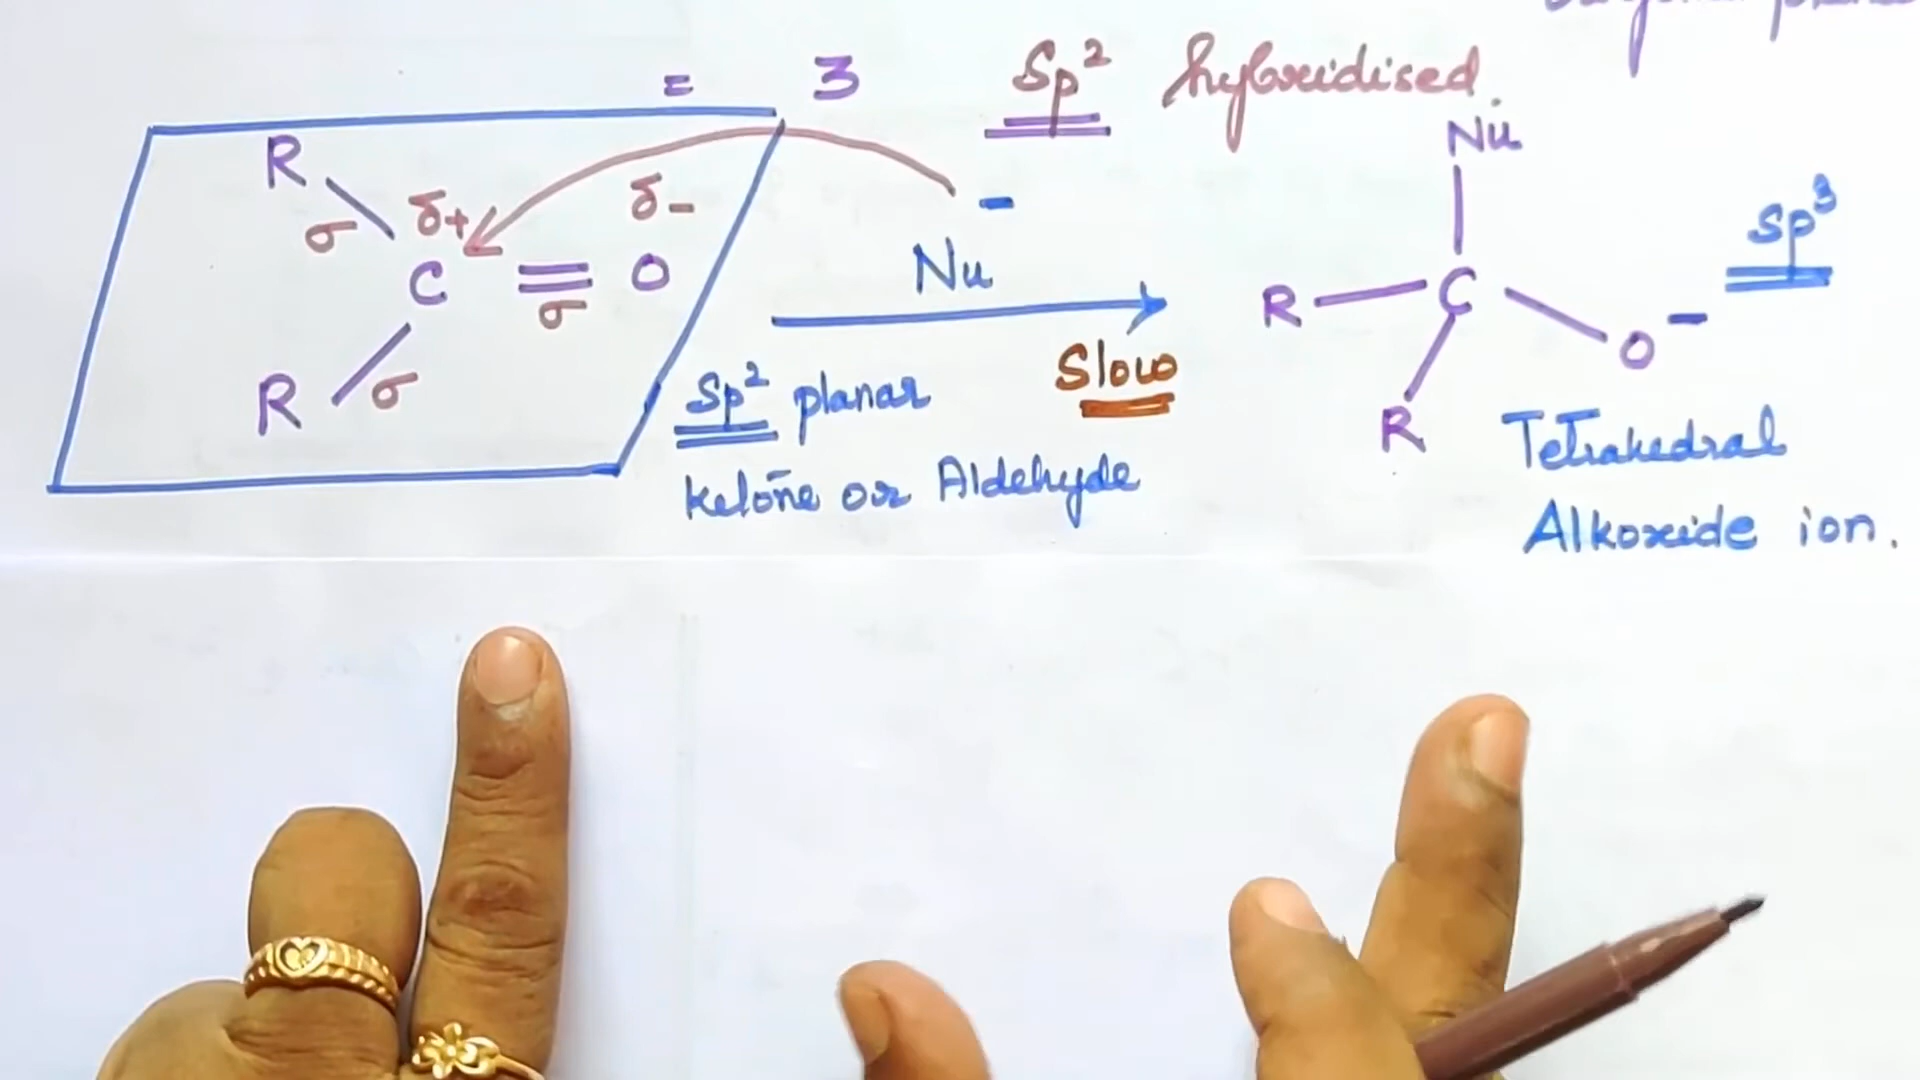 = 3 Sp² hybridised.
R
σ δ+ δ-
C = O
σ
R σ
-
Nu
Slow
Sp² planar
Ketone or Aldehyde
Nu
R C O -
R
Sp³
Tetrahedral
Alkoxide ion.